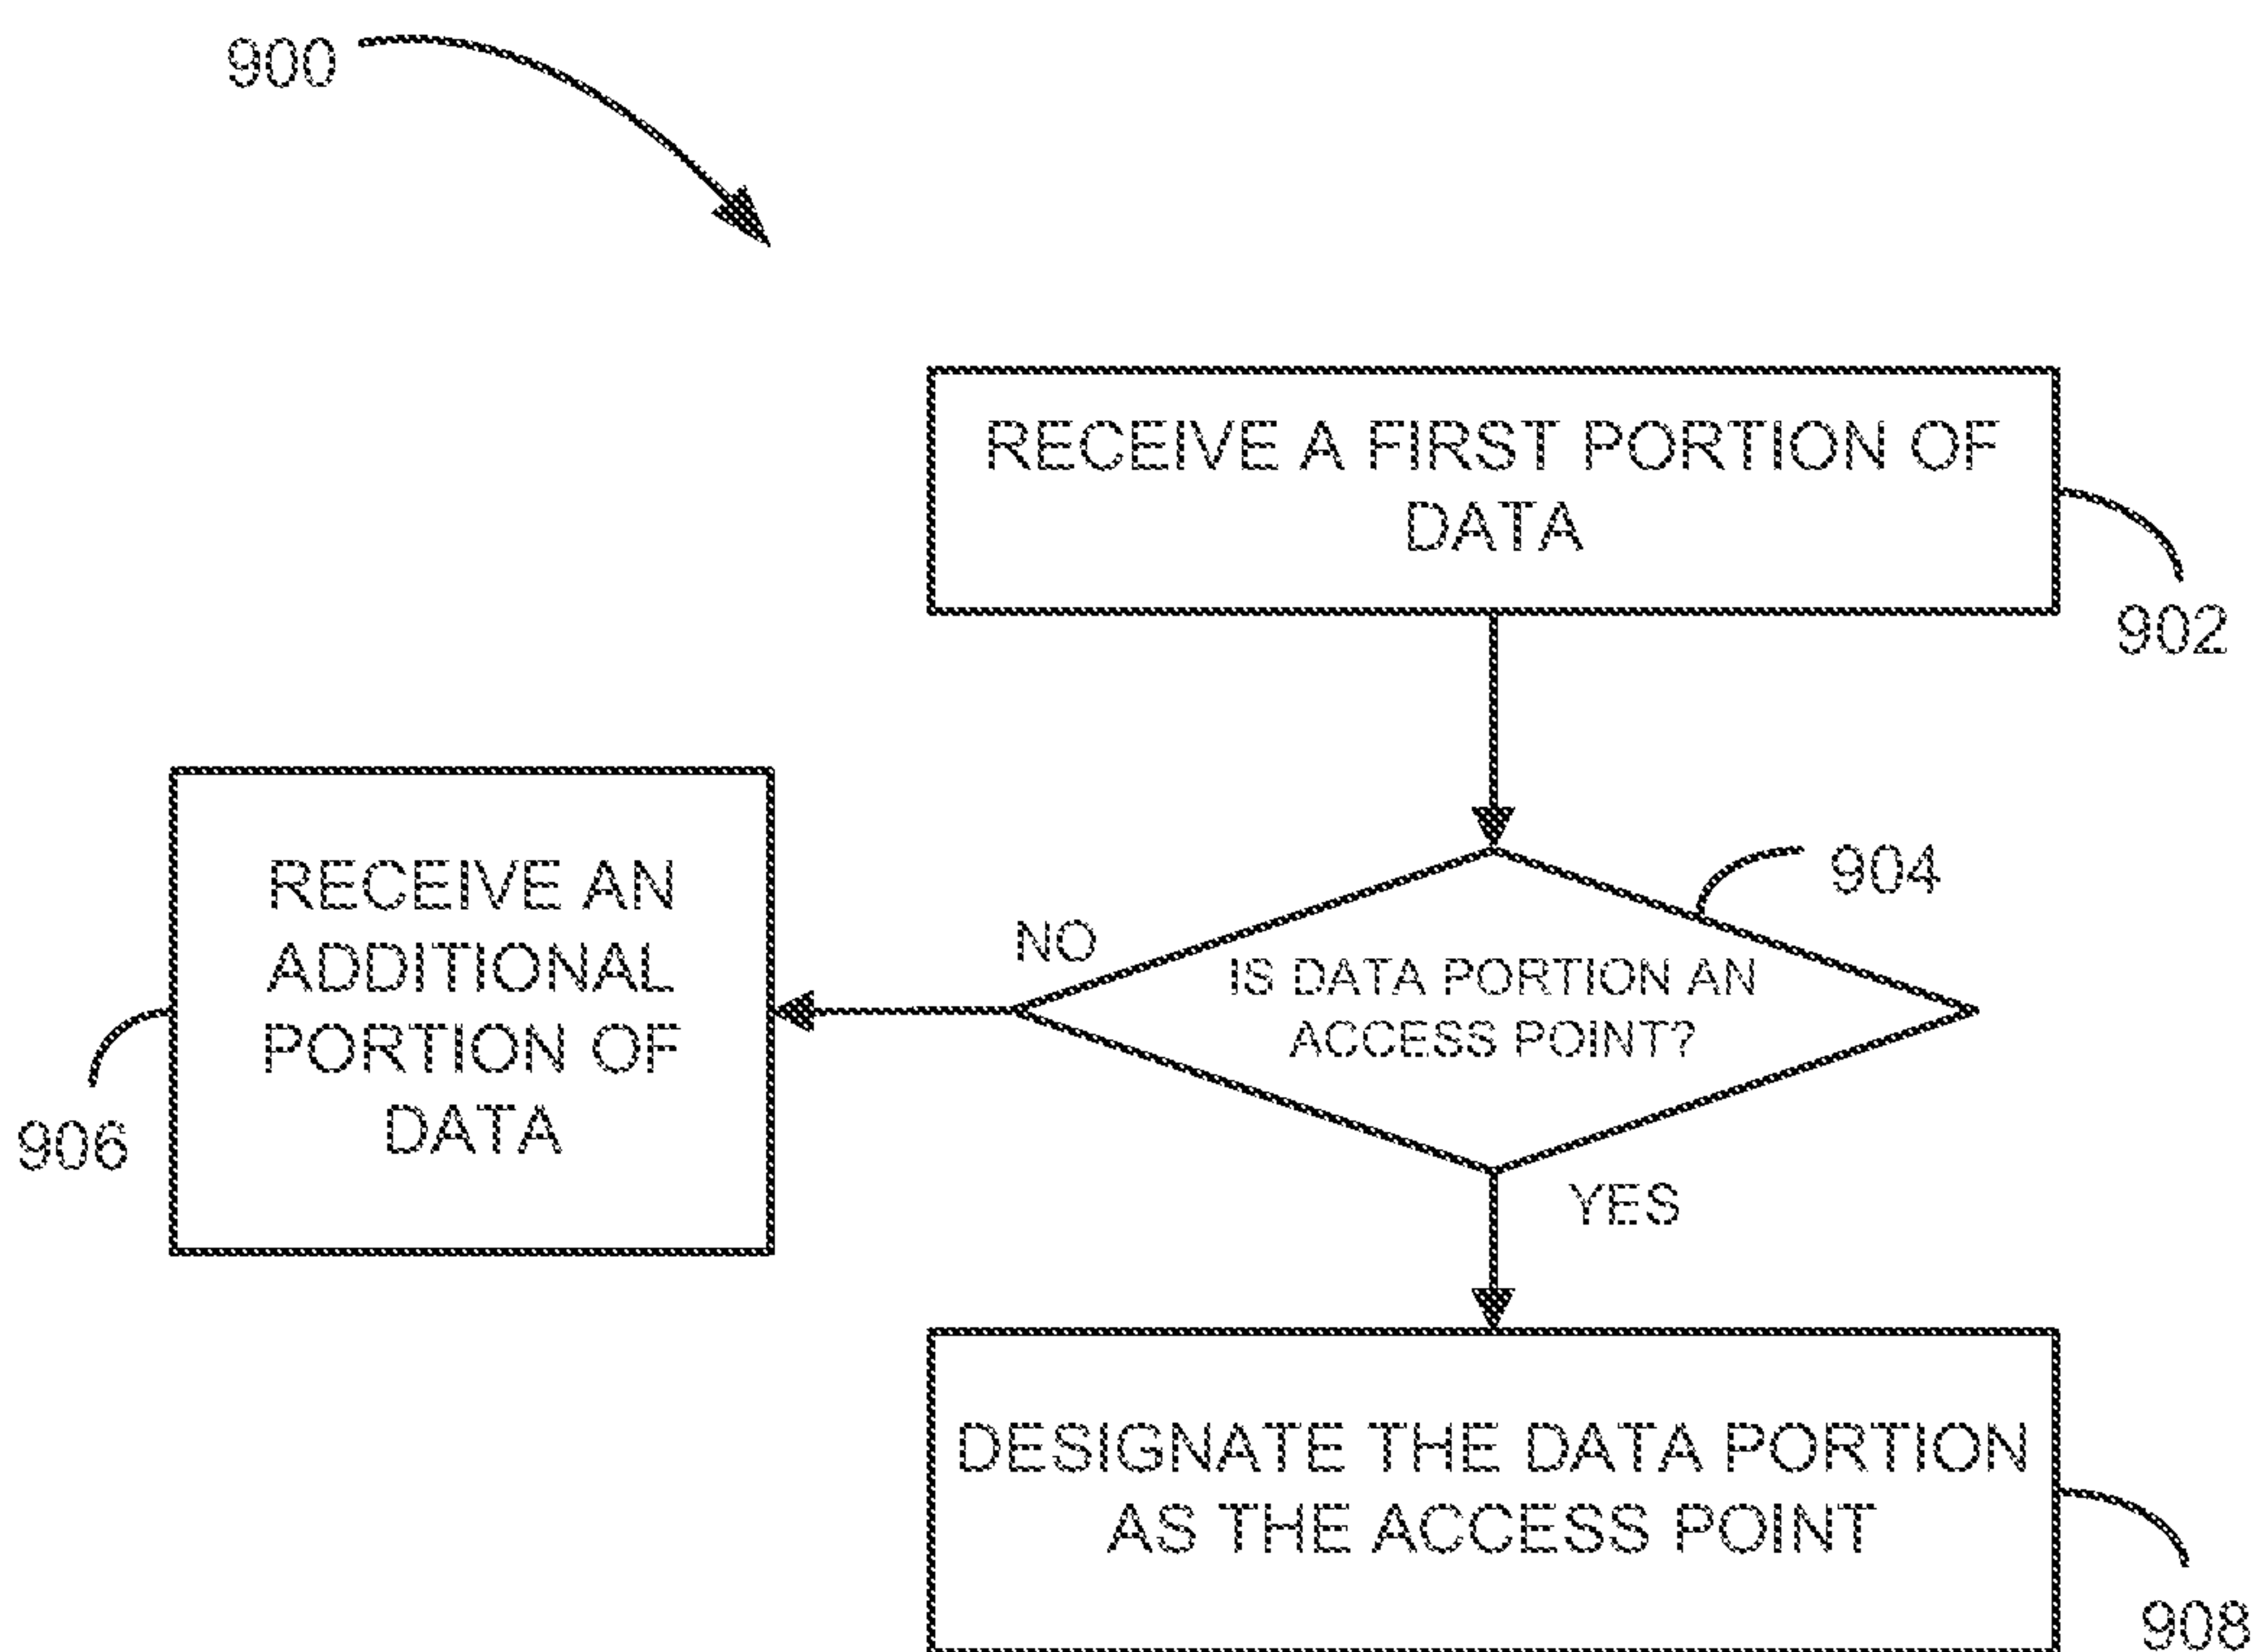 900
RECEIVE A FIRST PORTION OF
DATA
902
904
NO
IS DATA PORTION AN
ACCESS POINT?
RECEIVE AN
ADDITIONAL
PORTION OF
DATA
906
YES
DESIGNATE THE DATA PORTION
AS THE ACCESS POINT
908